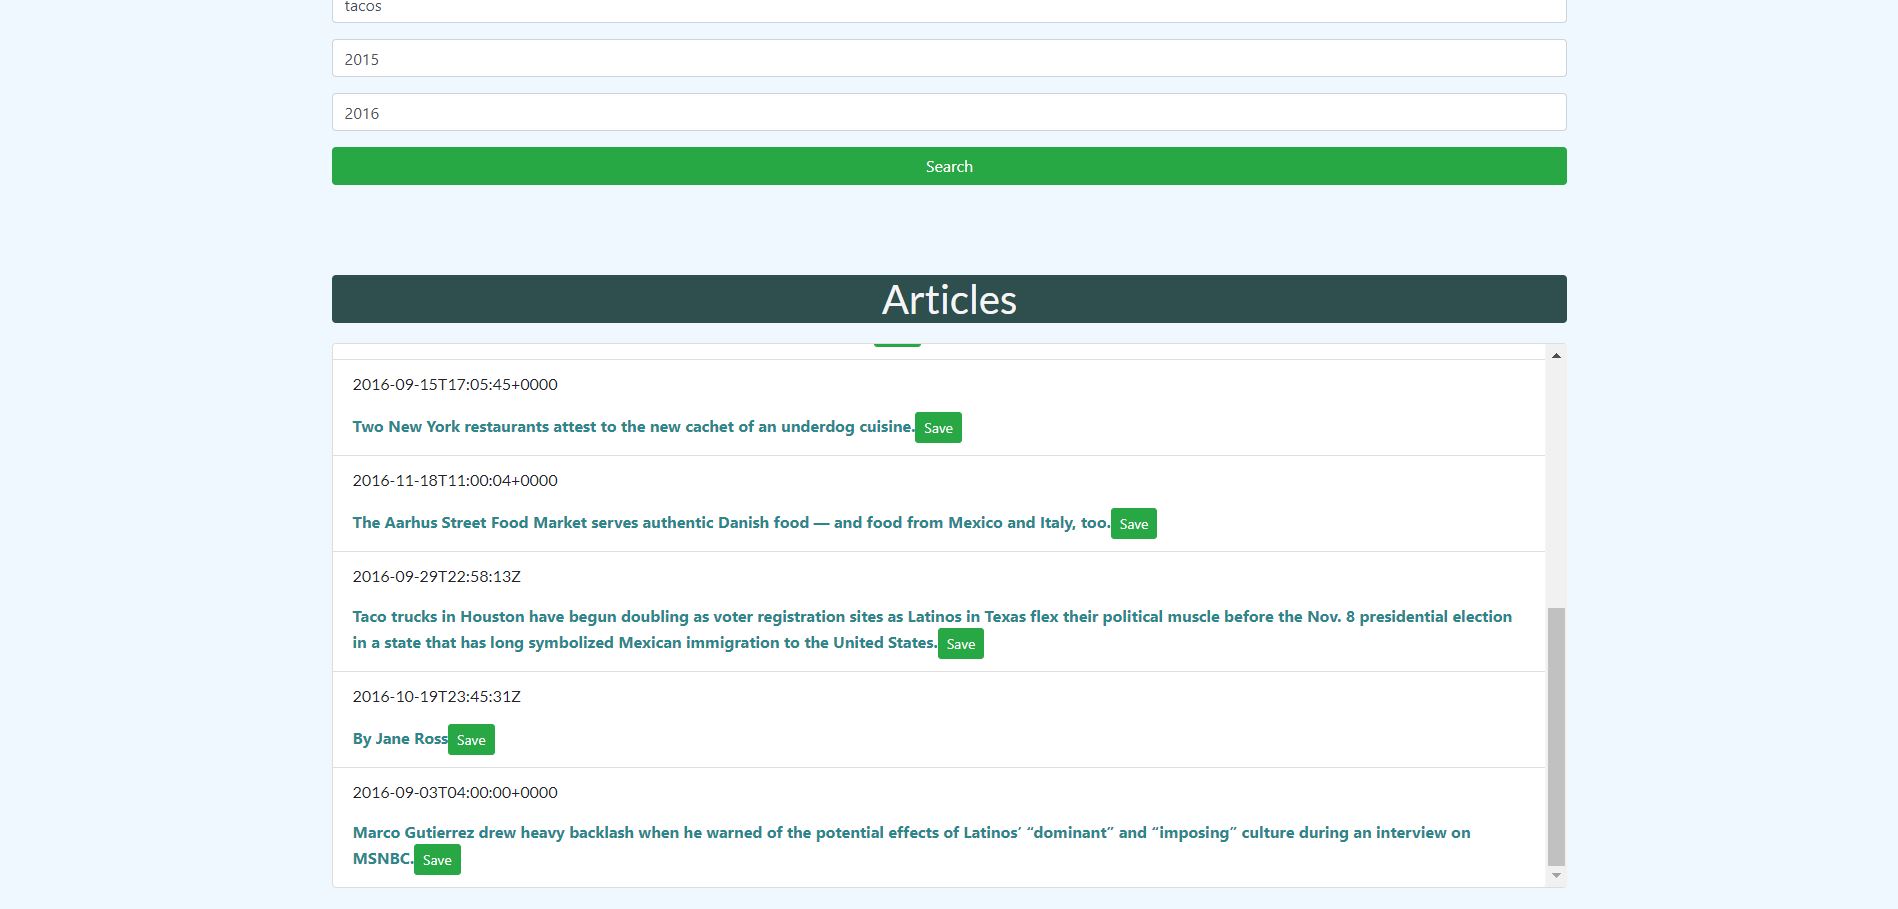 tacos
2015
2016
Search
Articles
2016-09-15T17:05:45+0000
Two New York restaurants attest to the new cachet of an underdog cuisine. Save
2016-11-18T11:00:04+0000
The Aarhus Street Food Market serves authentic Danish food — and food from Mexico and Italy, too. Save
2016-09-29T22:58:13Z
Taco trucks in Houston have begun doubling as voter registration sites as Latinos in Texas flex their political muscle before the Nov. 8 presidential election
in a state that has long symbolized Mexican immigration to the United States. Save
2016-10-19T23:45:31Z
By Jane Ross Save
2016-09-03T04:00:00+0000
Marco Gutierrez drew heavy backlash when he warned of the potential effects of Latinos’ “dominant” and “imposing” culture during an interview on
MSNBC. Save